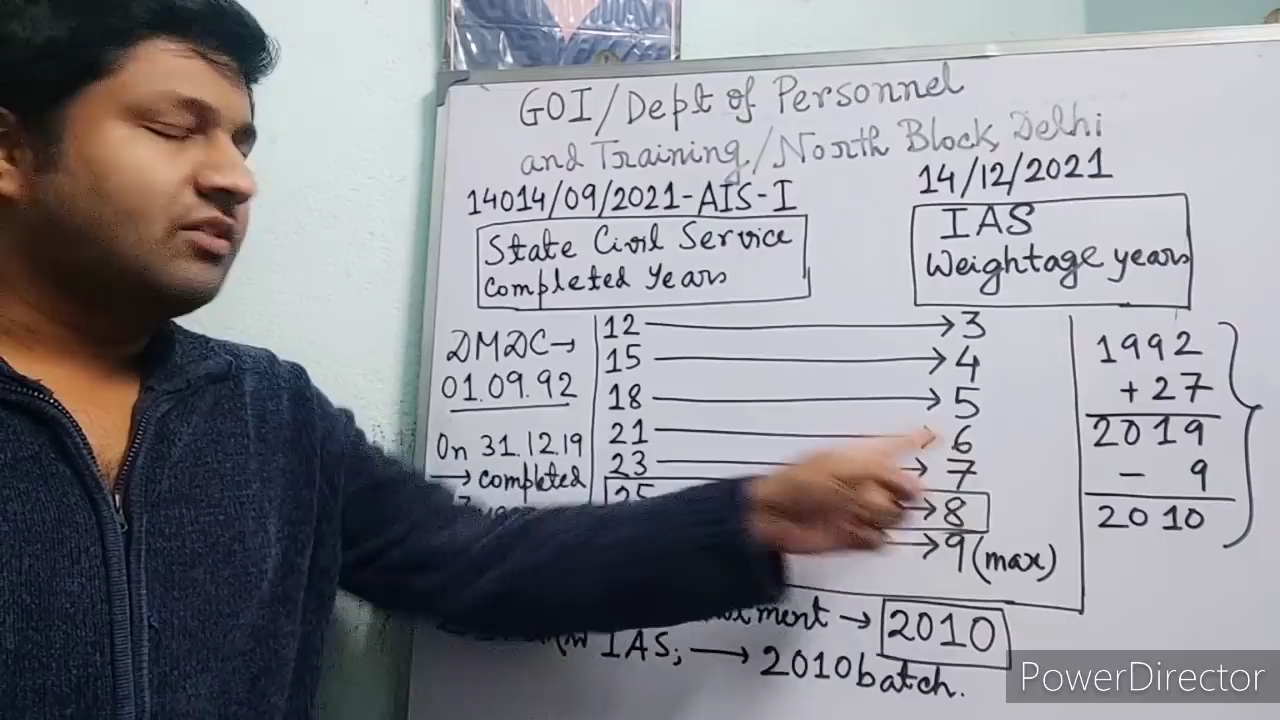 GOI/Dept of Personnel
and Training/North Block, Delhi
14/12/2021
14014/09/2021-AIS-I
State Civil Service
completed Years
IAS
Weightage years
DMDC→
01.09.92
On 31.12.19
→ completed
12 → 3
15 → 4
18 → 5
21 → 6
23 → 7
25 → 8
→ 9 (max)
1992
+27
2019
- 9
2010
ment → 2010
IAS; → 2010 batch.
PowerDirector